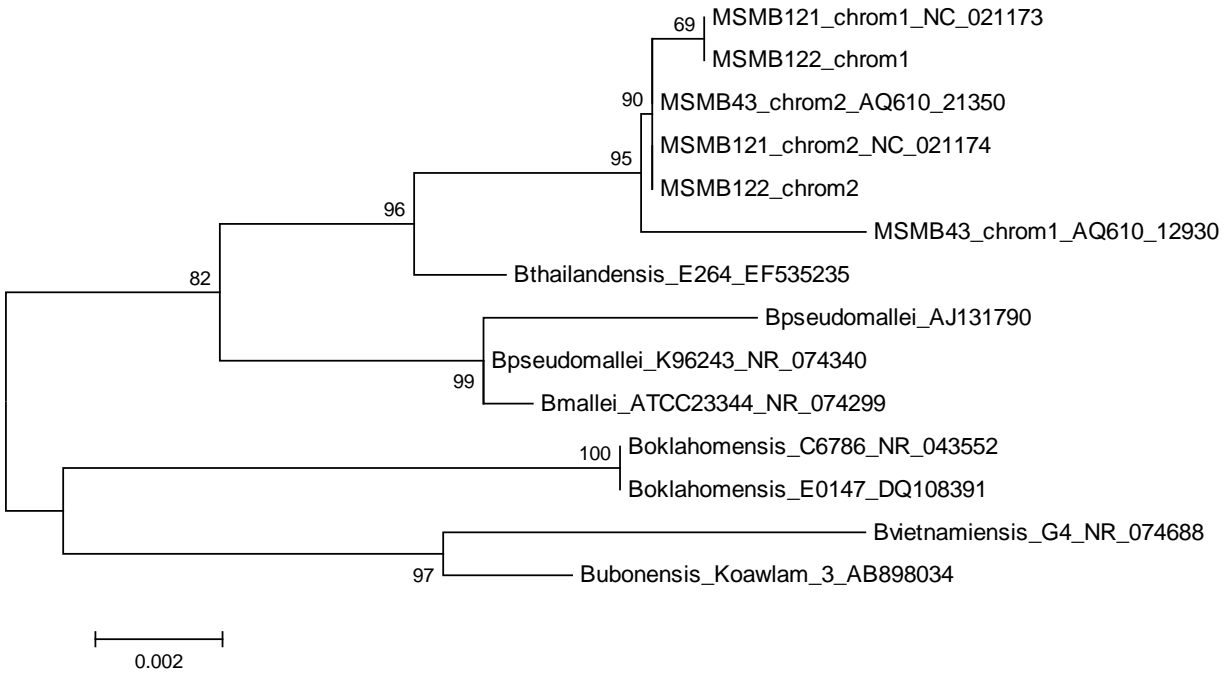 69
MSMB121_chrom1_NC_021173
MSMB122_chrom1
90
MSMB43_chrom2_AQ610_21350
MSMB121_chrom2_NC_021174
95
MSMB122_chrom2
96
MSMB43_chrom1_AQ610_12930
82
Bthailandensis_E264_EF535235
Bpseudomallei_AJ131790
Bpseudomallei_K96243_NR_074340
99
Bmallei_ATCC23344_NR_074299
100
Boklahomensis_C6786_NR_043552
Boklahomensis_E0147_DQ108391
Bvietnamiensis_G4_NR_074688
97
Bubonensis_Koawlam_3_AB898034
0.002